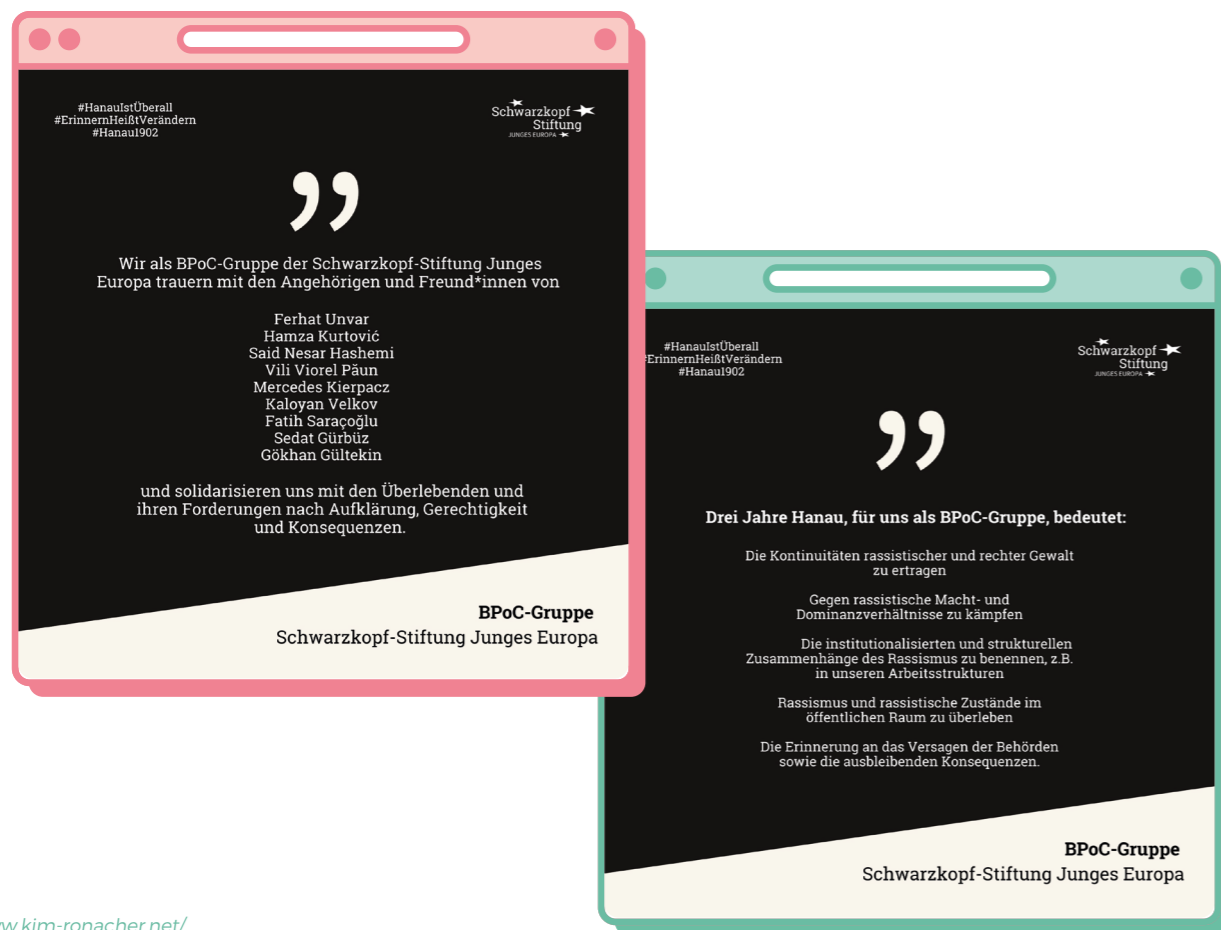 #HanauIstÜberall
#ErinnernHeißtVerändern
#Hanau1902
Schwarzkopf
Stiftung
JUNGES EUROPA
”
Wir als BPoC-Gruppe der Schwarzkopf-Stiftung Junges
Europa trauern mit den Angehörigen und Freund*innen von
Ferhat Unvar
Hamza Kurtović
Said Nesar Hashemi
Vili Viorel Păun
Mercedes Kierpacz
Kaloyan Velkov
Fatih Saraçoğlu
Sedat Gürbüz
Gökhan Gültekin
und solidarisieren uns mit den Überlebenden und
ihren Forderungen nach Aufklärung, Gerechtigkeit
und Konsequenzen.
BPoC-Gruppe
Schwarzkopf-Stiftung Junges Europa
#HanauIstÜberall
#ErinnernHeißtVerändern
#Hanau1902
Schwarzkopf
Stiftung
JUNGES EUROPA
”
Drei Jahre Hanau, für uns als BPoC-Gruppe, bedeutet:
Die Kontinuitäten rassistischer und rechter Gewalt
zu ertragen
Gegen rassistische Macht- und
Dominanzverhältnisse zu kämpfen
Die institutionalisierten und strukturellen
Zusammenhänge des Rassismus zu benennen, z.B.
in unseren Arbeitsstrukturen
Rassismus und rassistische Zustände im
öffentlichen Raum zu überleben
Die Erinnerung an das Versagen der Behörden
sowie die ausbleibenden Konsequenzen.
BPoC-Gruppe
Schwarzkopf-Stiftung Junges Europa
w.kim-ronacher.net/